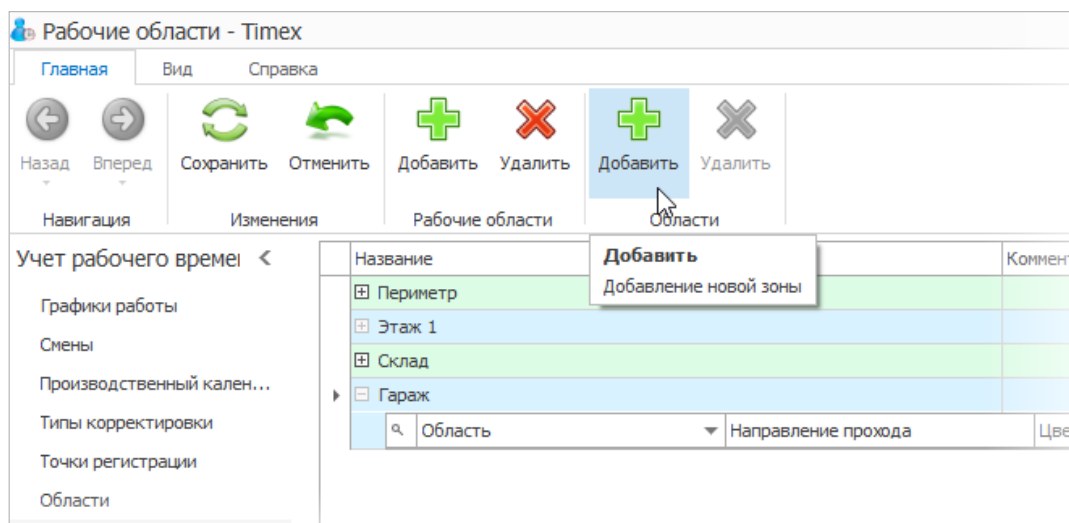 Рабочие области - Timex
Главная Вид Справка
Назад Вперед Сохранить Отменить Добавить Удалить Добавить Удалить
Навигация Изменения Рабочие области Области
Учет рабочего времен
Название Коммент
Добавить
Добавление новой зоны
Периметр
Графики работы
Этаж 1
Смены
Склад
Производственный кален...
Гараж
Типы корректировки
Область Направление прохода Цве
Точки регистрации
Области